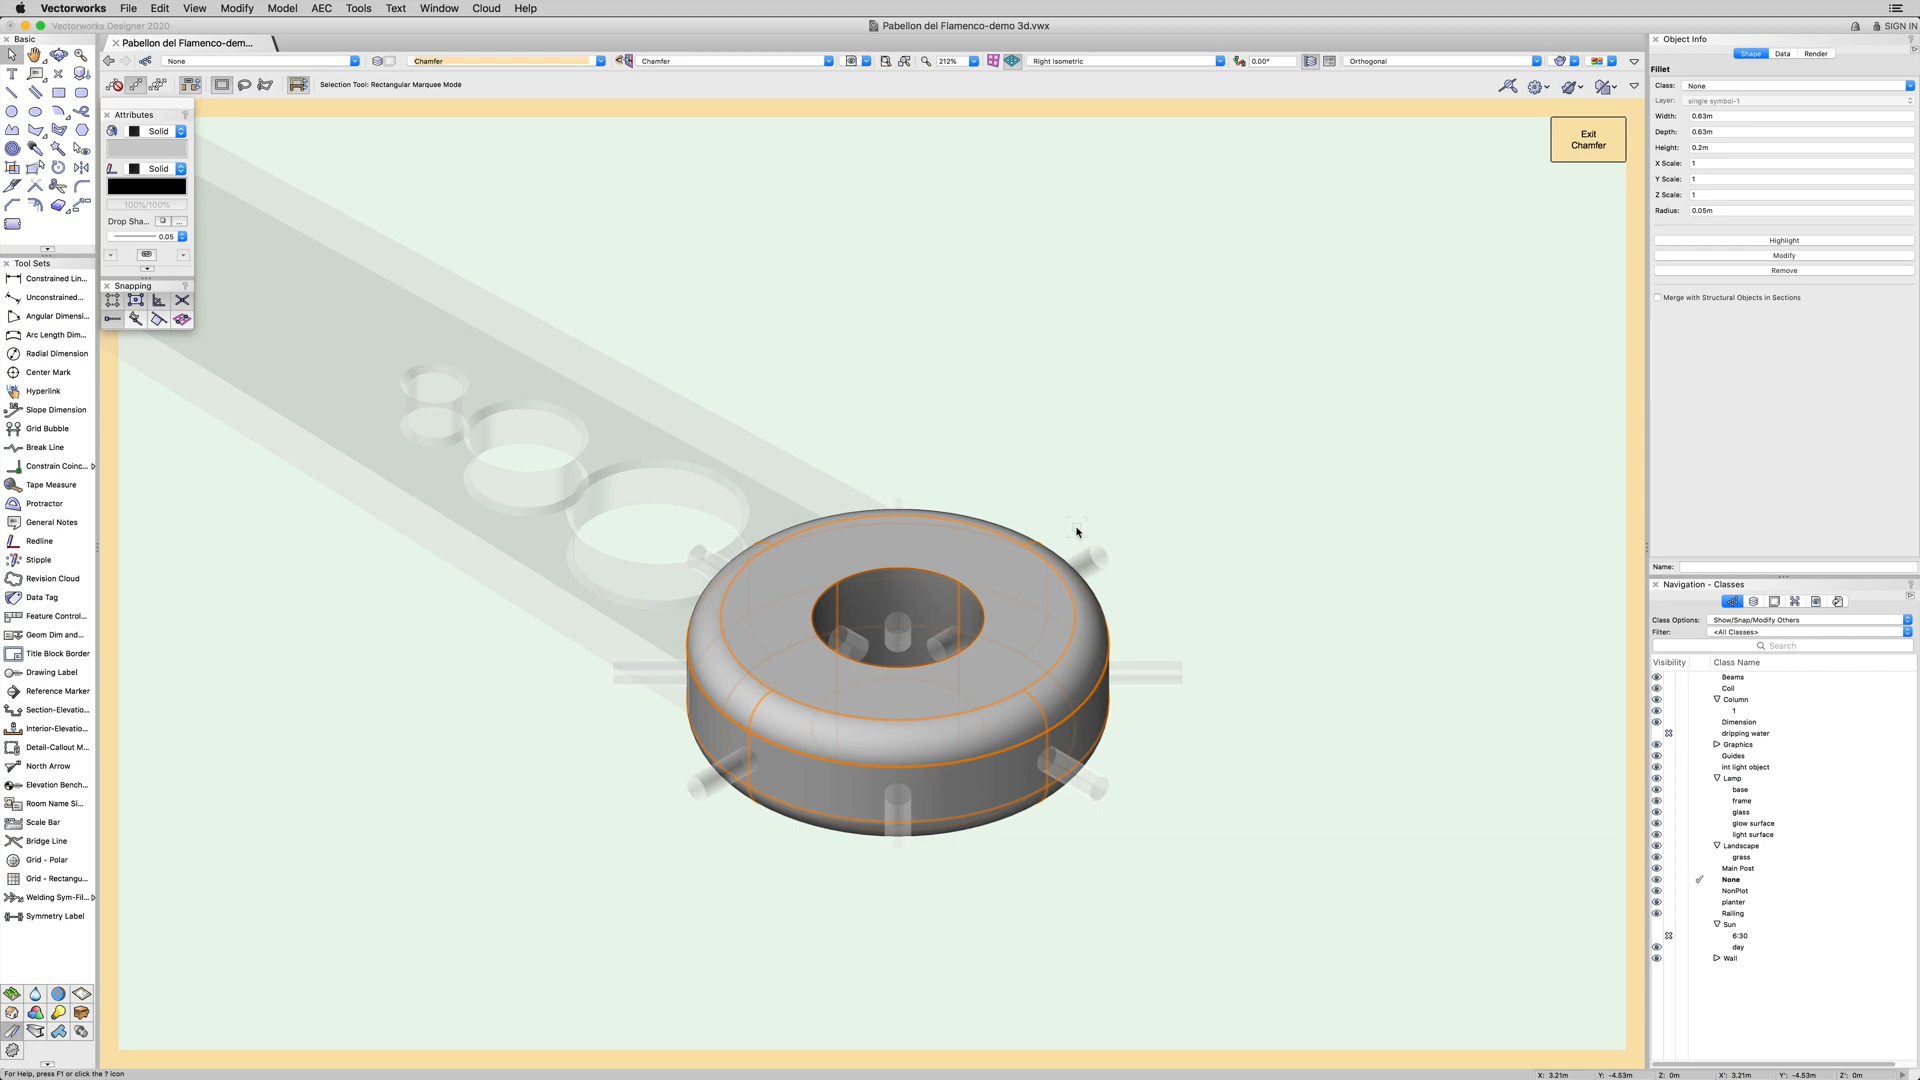 Vectorworks File Edit View Modify Model AEC Tools Text Window Cloud Help
Vectorworks Designer 2020
Pabellon del Flamenco-demo 3d.vwx
SIGN IN
Basic
Pabellon del Flamenco-dem...
None
Chamfer
Chamfer
212%
Right Isometric
0.00°
Orthogonal
Selection Tool: Rectangular Marquee Mode
Attributes
Solid
Solid
100%/100%
Drop Sha...
...
0.05
Snapping
Exit
Chamfer
Tool Sets
Constrained Lin...
Unconstrained...
Angular Dimensi...
Arc Length Dim...
Radial Dimension
Center Mark
Hyperlink
Slope Dimension
Grid Bubble
Break Line
Constrain Coinc...
Tape Measure
Protractor
General Notes
Redline
Stipple
Revision Cloud
Data Tag
Feature Control...
Geom Dim and...
Title Block Border
Drawing Label
Reference Marker
Section-Elevatio...
Interior-Elevatio...
Detail-Callout M...
North Arrow
Elevation Bench...
Room Name Si...
Scale Bar
Bridge Line
Grid - Polar
Grid - Rectangu...
Welding Sym-Fil...
Symmetry Label
Object Info
Shape Data Render
Fillet
Class: None
Layer: single symbol-1
Width: 0.63m
Depth: 0.63m
Height: 0.2m
X Scale: 1
Y Scale: 1
Z Scale: 1
Radius: 0.05m
Highlight
Modify
Remove
Merge with Structural Objects in Sections
Name:
Navigation - Classes
Class Options: Show/Snap/Modify Others
Filter: <All Classes>
Search
Visibility Class Name
Beams
Coil
Column
1
Dimension
dripping water
Graphics
Guides
int light object
Lamp
base
frame
glass
glow surface
light surface
Landscape
grass
Main Post
None
NonPlot
planter
Railing
Sun
6:30
day
Wall
For Help, press F1 or click the ? icon
X: 3.21m Y: -4.53m Z: 0m X': 3.21m Y': -4.53m Z': 0m